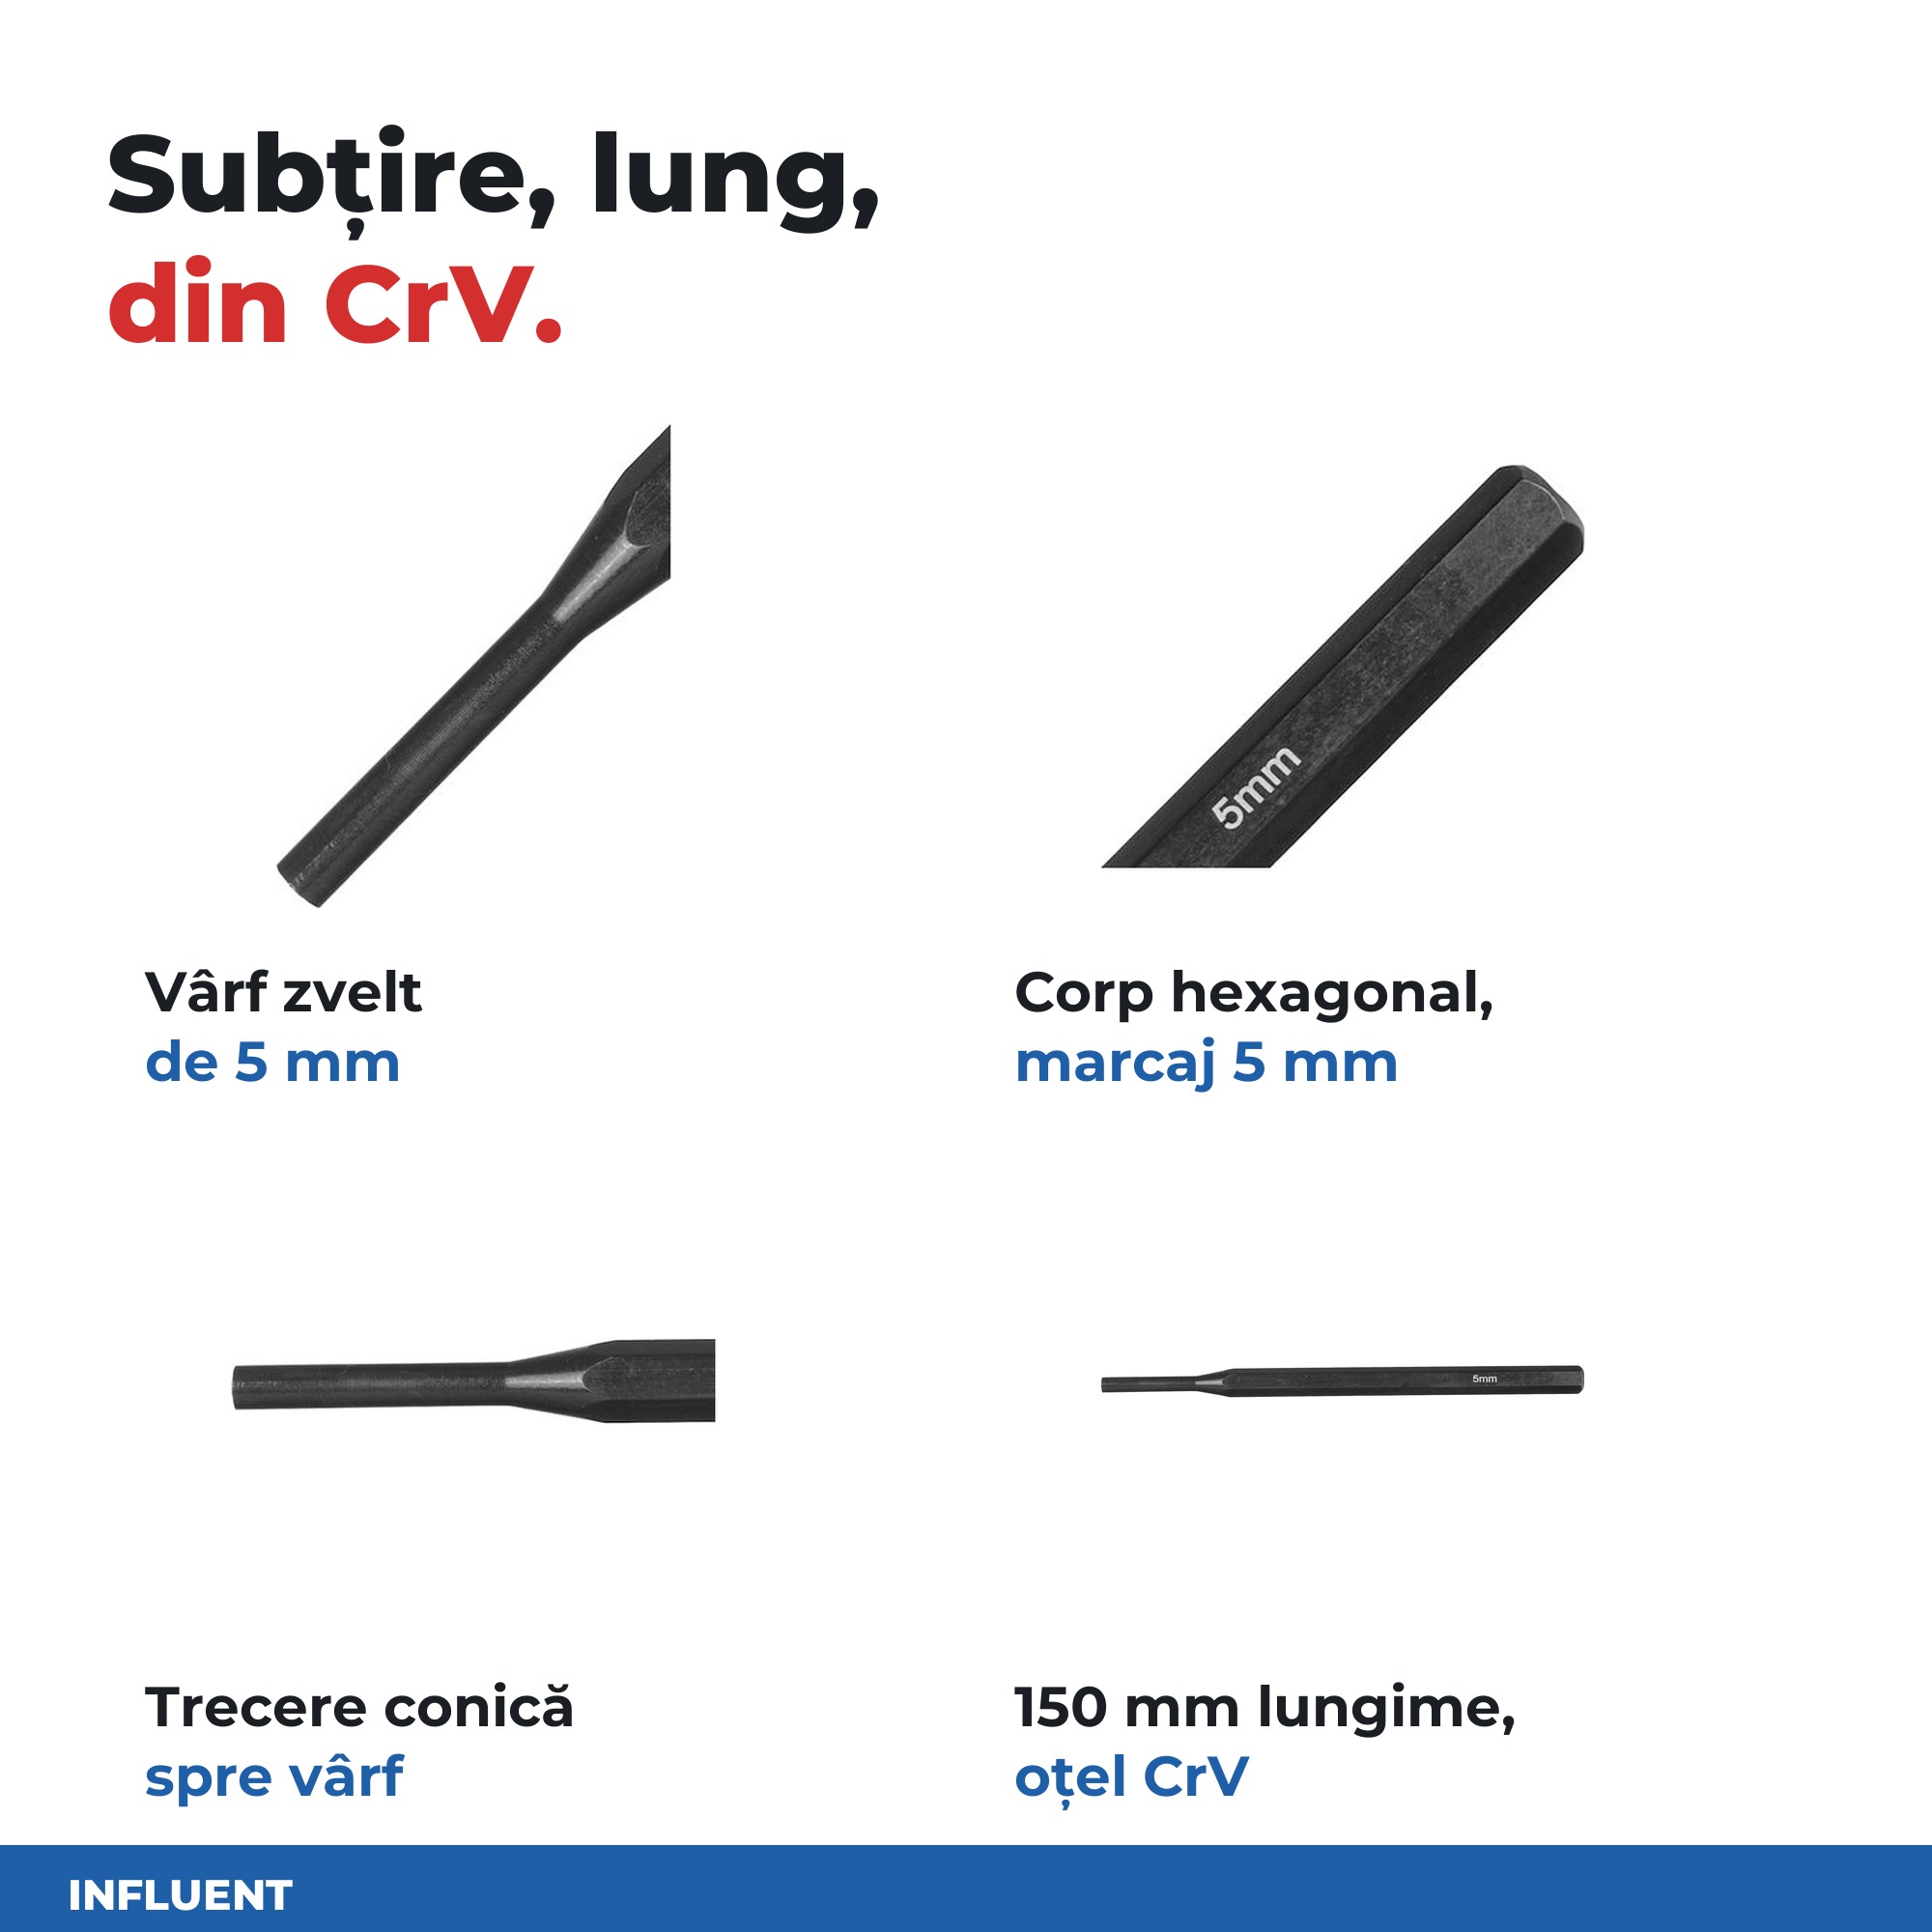 Subțire, lung,
din CrV.
5mm
Vârf zvelt
de 5 mm
Corp hexagonal,
marcaj 5 mm
5mm
Trecere conică
spre vârf
150 mm lungime,
oțel CrV
INFLUENT